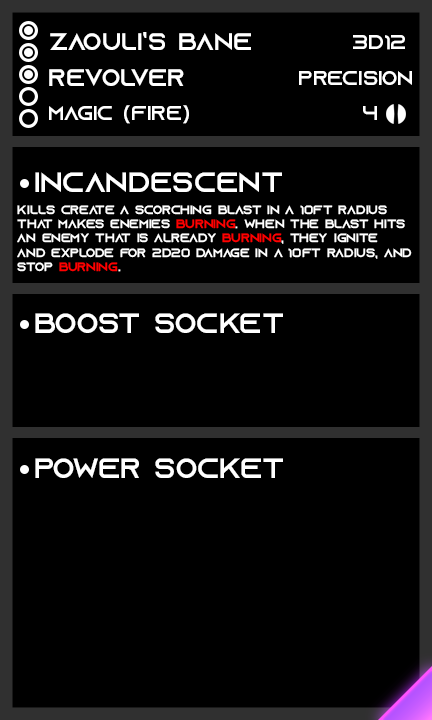 ZAOULI'S BANE 3D12
REVOLVER PRECISION
MAGIC (FIRE) 4
•INCANDESCENT
KILLS CREATE A SCORCHING BLAST IN A 10FT RADIUS
THAT MAKES ENEMIES BURNING. WHEN THE BLAST HITS
AN ENEMY THAT IS ALREADY BURNING, THEY IGNITE
AND EXPLODE FOR 2D20 DAMAGE IN A 10FT RADIUS, AND
STOP BURNING.
•BOOST SOCKET
•POWER SOCKET